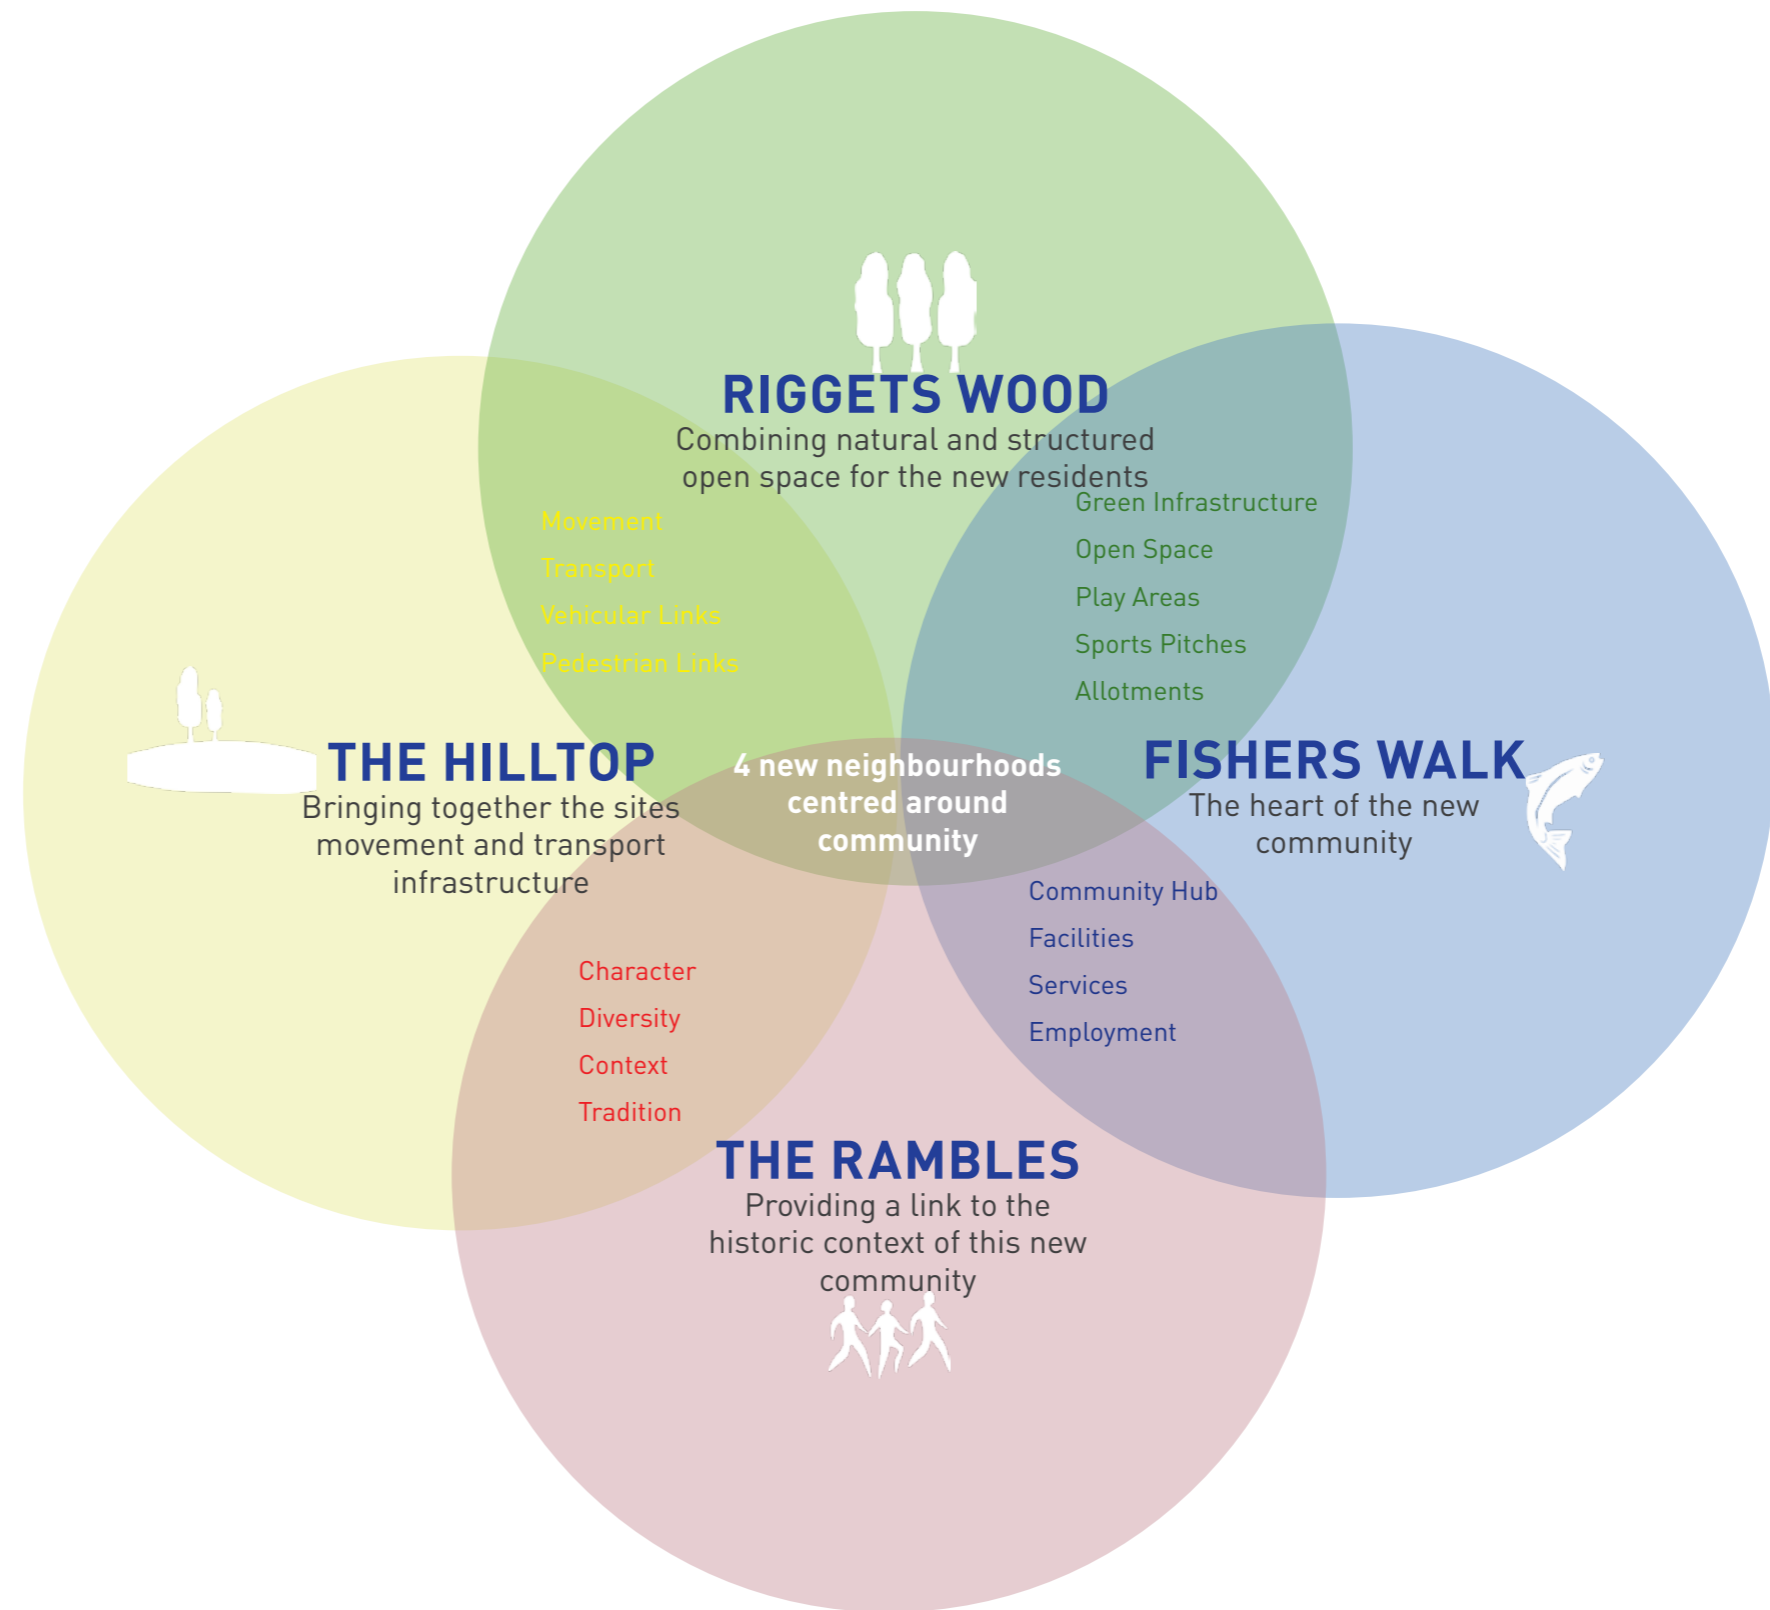 RIGGETS WOOD
Combining natural and structured
open space for the new residents
Movement
Transport
Vehicular Links
Pedestrian Links
Green Infrastructure
Open Space
Play Areas
Sports Pitches
Allotments
THE HILLTOP
Bringing together the sites
movement and transport
infrastructure
4 new neighbourhoods
centred around
community
FISHERS WALK
The heart of the new
community
Character
Diversity
Context
Tradition
Community Hub
Facilities
Services
Employment
THE RAMBLES
Providing a link to the
historic context of this new
community